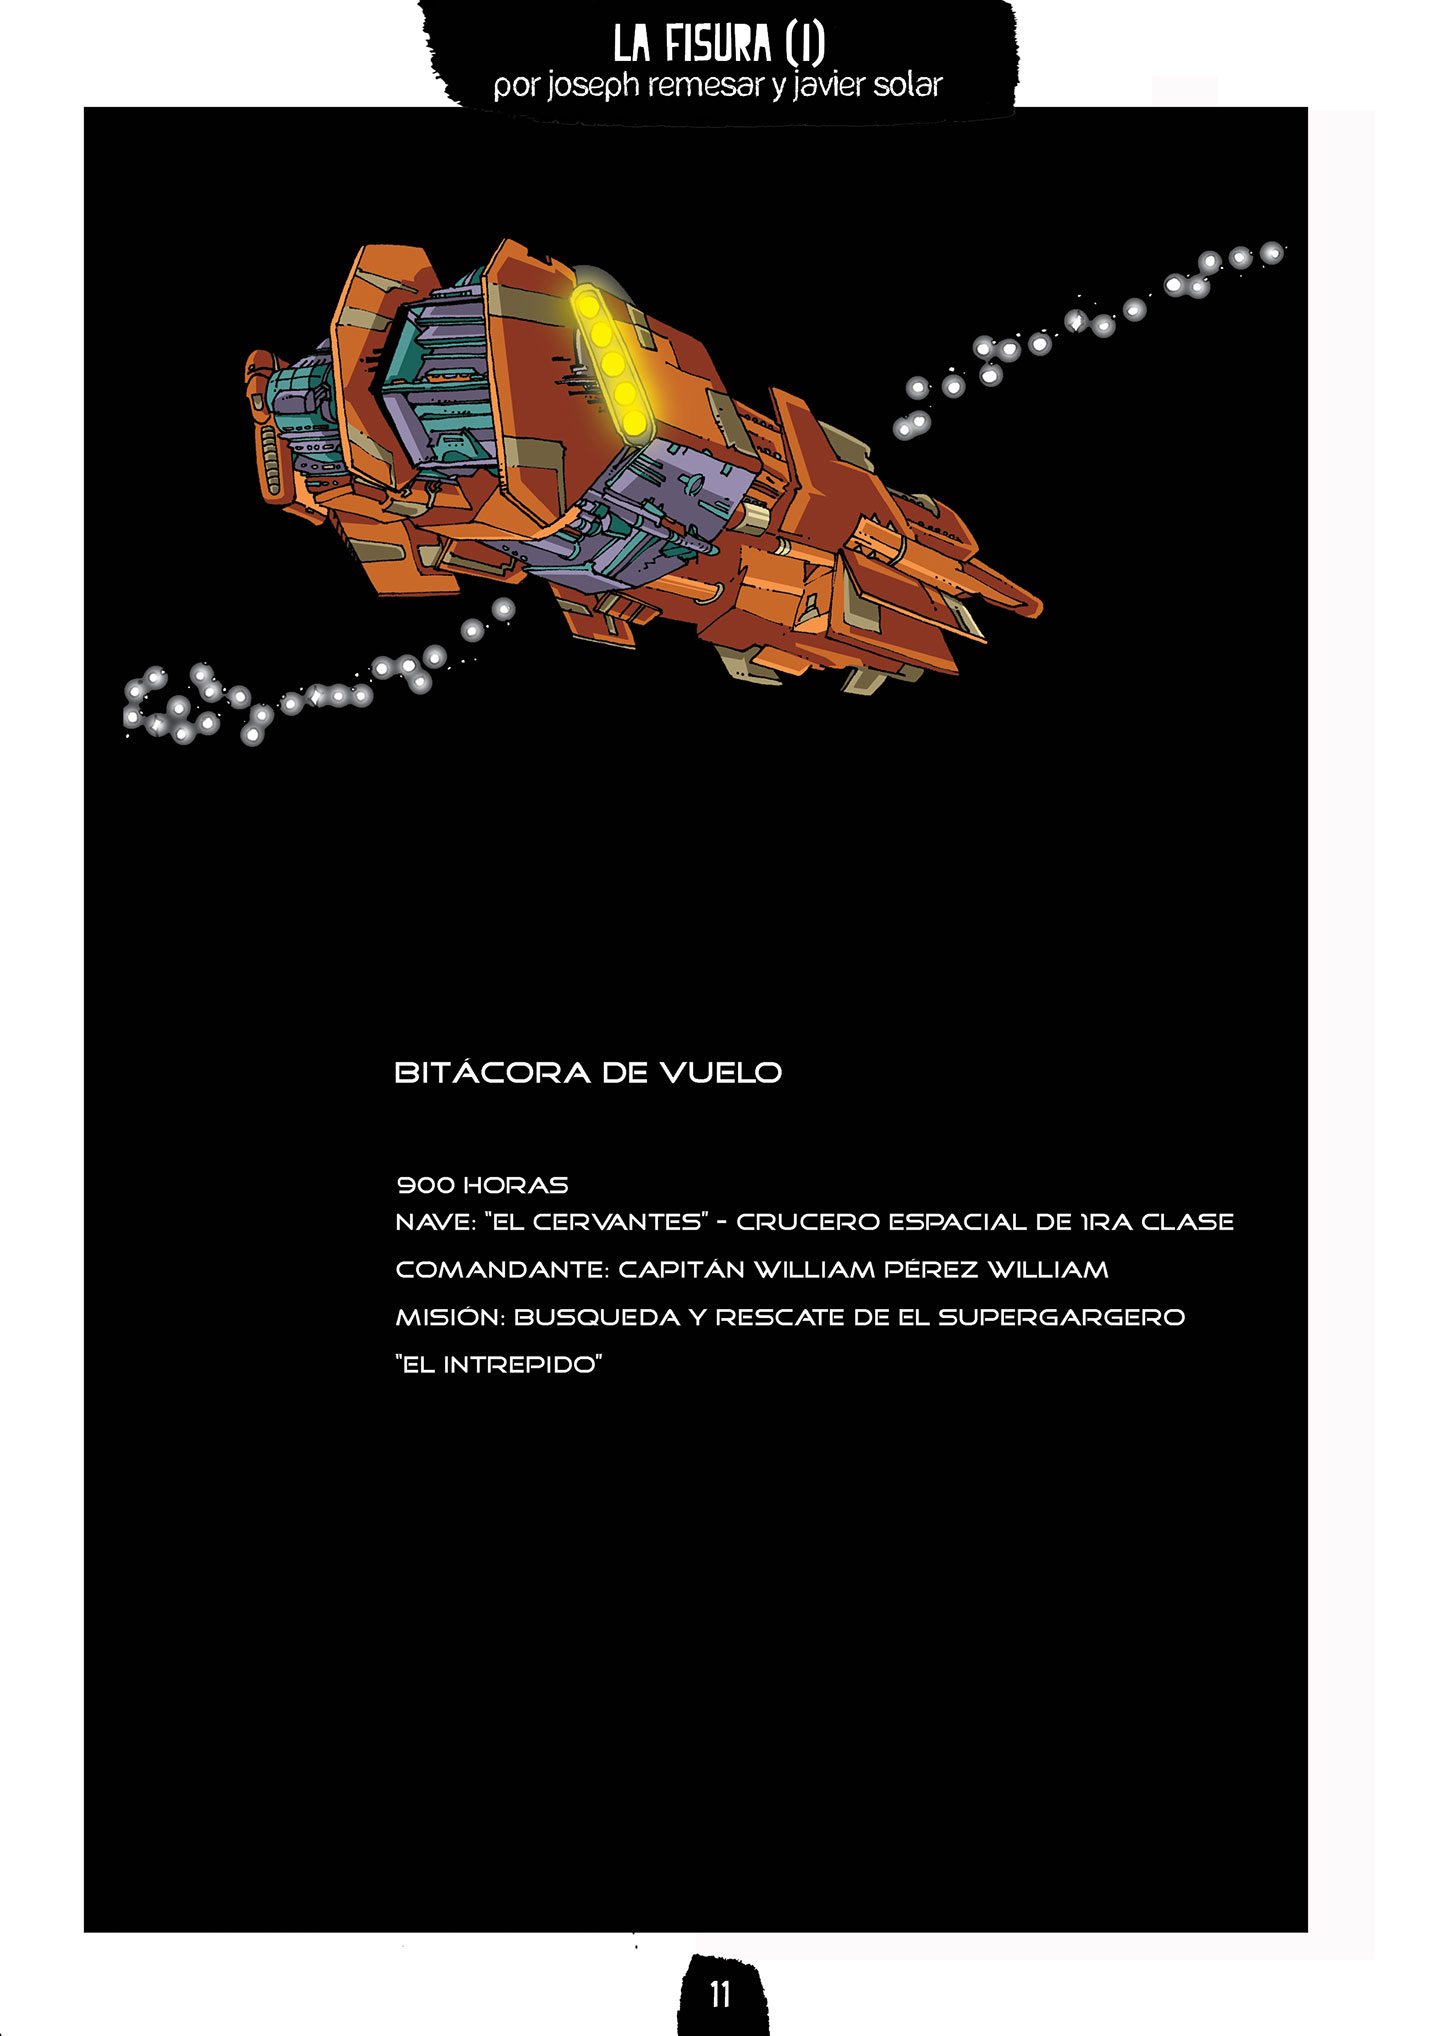 LA FISURA (I)
por joseph remesar y javier solar
BITÁCORA DE VUELO
900 HORAS
NAVE: "EL CERVANTES" - CRUCERO ESPACIAL DE 1RA CLASE
COMANDANTE: CAPITÁN WILLIAM PÉREZ WILLIAM
MISIÓN: BUSQUEDA Y RESCATE DE EL SUPERGARGERO
"EL INTREPIDO"
11